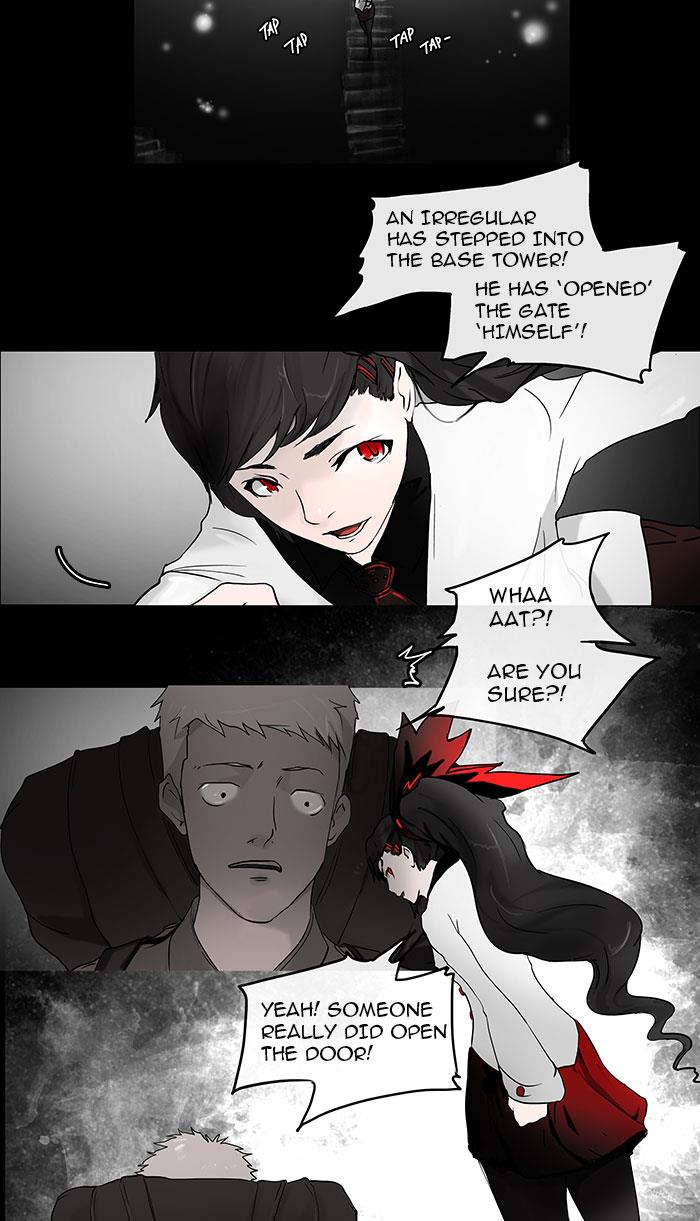 TAP
TAP
TAP
TAP-
AN IRREGULAR
HAS STEPPED INTO
THE BASE TOWER!
HE HAS ‘OPENED’
THE GATE
‘HIMSELF’!
WHAA
AAT?!
ARE YOU
SURE?!
YEAH! SOMEONE
REALLY DID OPEN
THE DOOR!